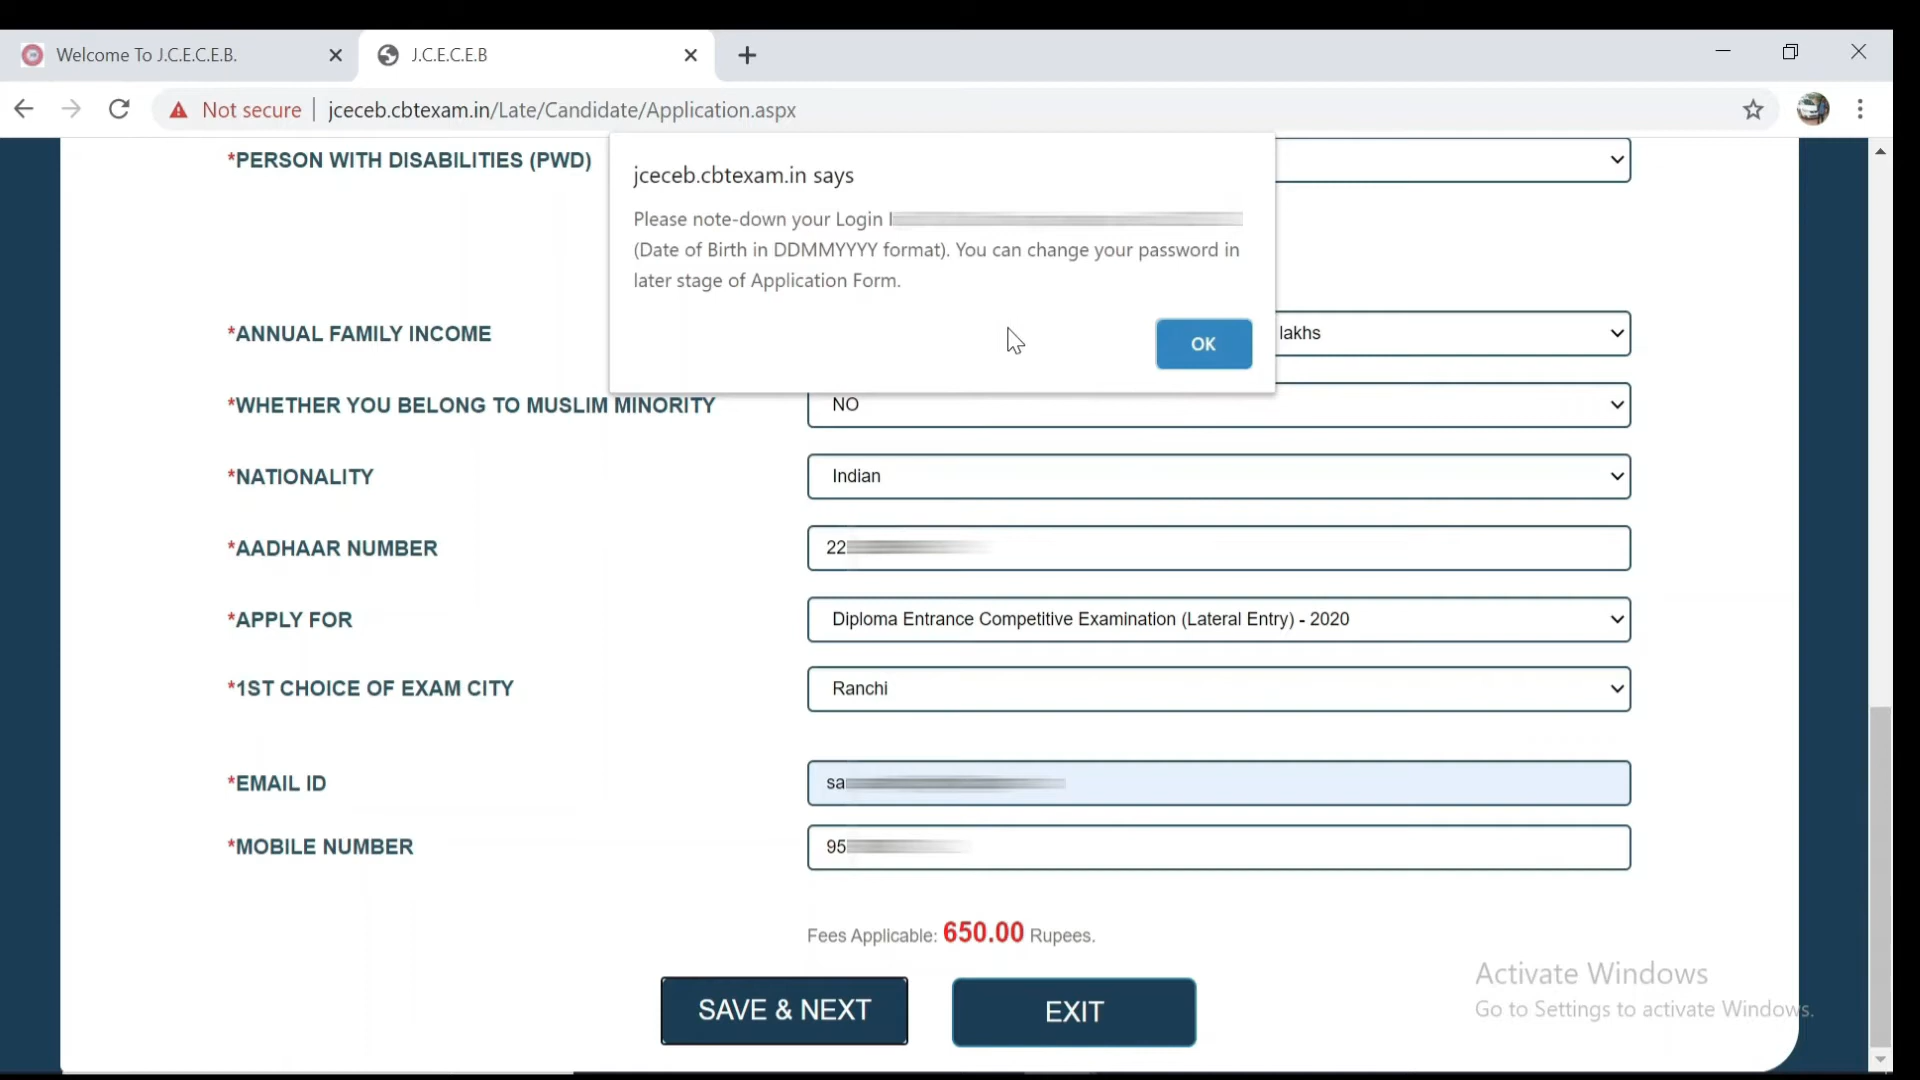 Welcome To J.C.E.C.E.B.
J.C.E.C.E.B
Not secure
jceceb.cbtexam.in/Late/Candidate/Application.aspx
*PERSON WITH DISABILITIES (PWD)
jceceb.cbtexam.in says
Please note-down your Login
(Date of Birth in DDMMYYYY format). You can change your password in
later stage of Application Form.
OK
*ANNUAL FAMILY INCOME
lakhs
*WHETHER YOU BELONG TO MUSLIM MINORITY
NO
*NATIONALITY
Indian
*AADHAAR NUMBER
22
*APPLY FOR
Diploma Entrance Competitive Examination (Lateral Entry) - 2020
*1ST CHOICE OF EXAM CITY
Ranchi
*EMAIL ID
sa
*MOBILE NUMBER
95
Fees Applicable: 650.00 Rupees.
SAVE & NEXT
EXIT
Activate Windows
Go to Settings to activate Windows.